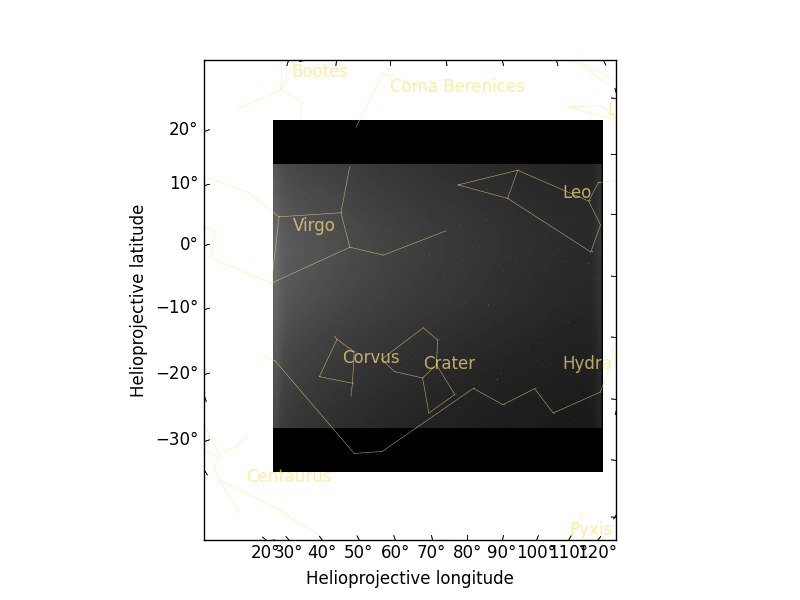 Bootes
Coma Berenices
L
20°
10°
Leo
Virgo
0°
−10°
Corvus
Crater
Hydra
−20°
−30°
Centaurus
Pyxis
20°
30°
40°
50°
60°
70°
80°
90°
100°
110°
120°
Helioprojective longitude
Helioprojective latitude